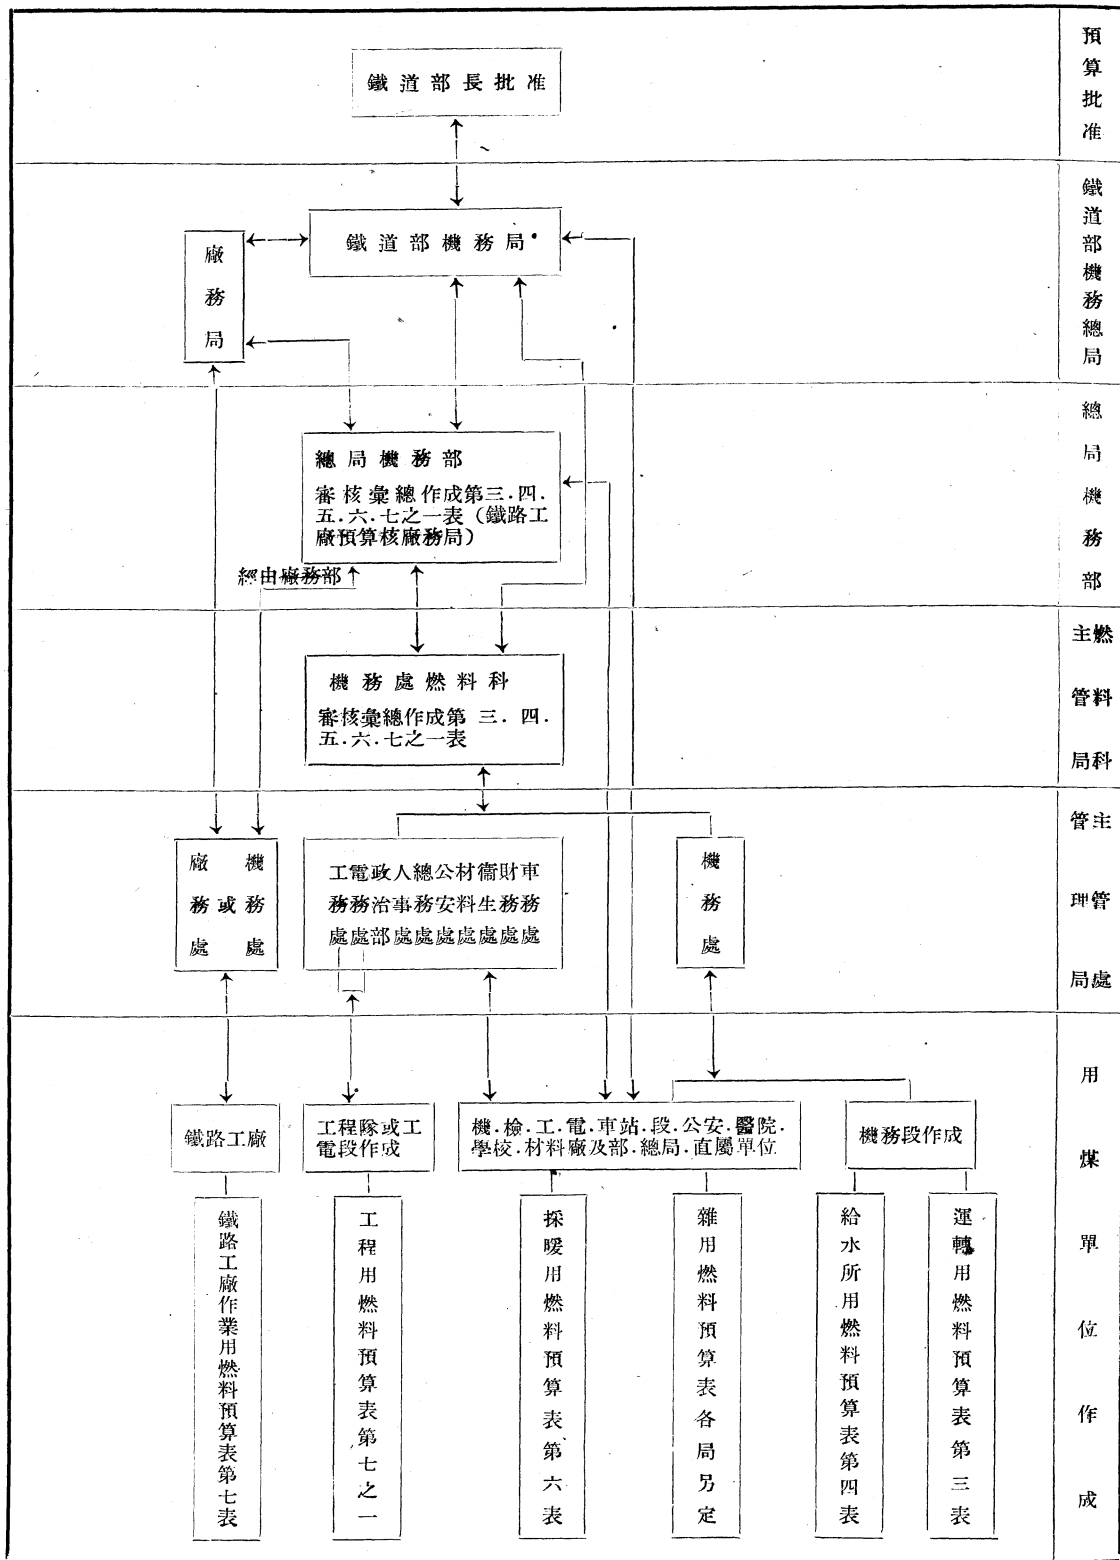 預算批准
鐵道部長批准
鐵道部機務總局
鐵道部機務局
廠務局
總局機務部
總局機務部
審核彙總作成第三.四.
五.六.七之一表(鐵路工
廠預算核廠務局)
經由廠務部
主管局
燃料科
機務處燃料科
審核彙總作成第三.四.
五.六.七之一表
主管處
管理局
機務處
或
廠務處
車務處
財務處
衛生處
材料處
公安處
總務處
人事處
政治部
電務處
工務處
機務處
用煤單位作成
鐵路工廠
工程隊或工
電段作成
機.檢.工.電.車站.段.公安.醫院.
學校.材料廠及部.總局.直屬單位
機務段作成
運轉用燃料預算表第三表
給水所用燃料預算表第四表
雜用燃料預算表各局另定
採暖用燃料預算表第六表
工程用燃料預算表第七之一
鐵路工廠作業用燃料預算表第七表